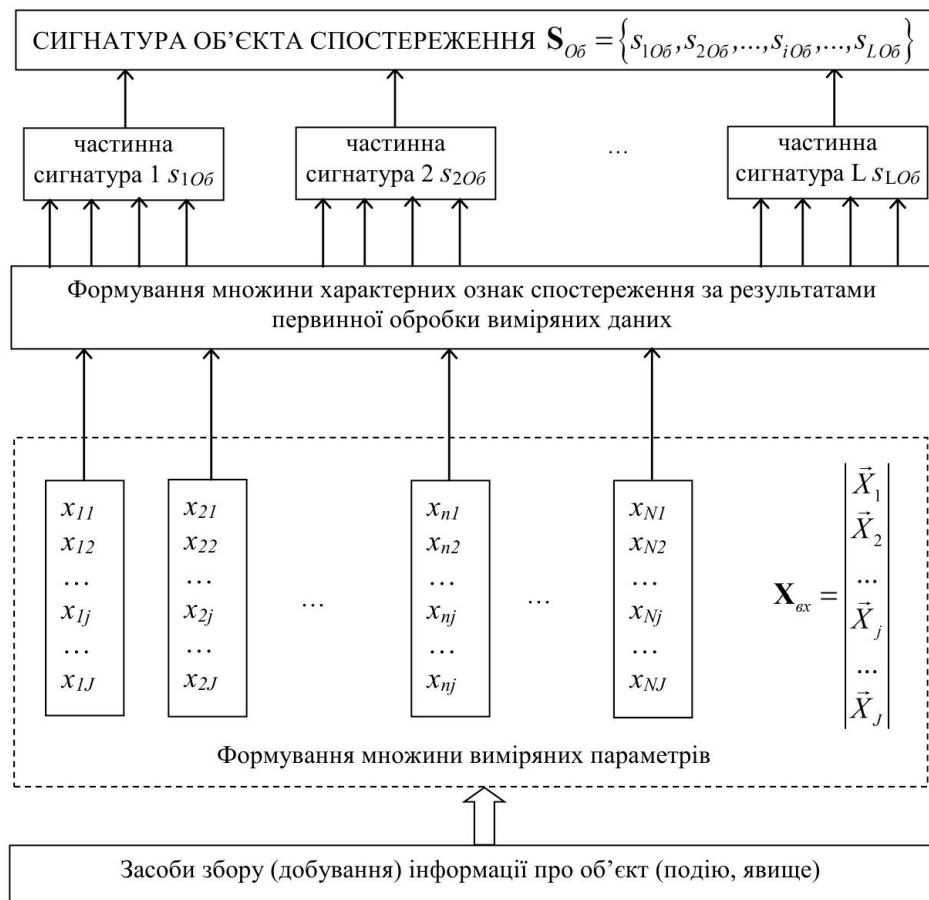 СИГНАТУРА ОБ’ЄКТА СПОСТЕРЕЖЕННЯ S_Об = {s_1Об, s_2Об, ..., s_iОб, ..., s_LОб}
частинна
сигнатура 1 s_1Об
частинна
сигнатура 2 s_2Об
...
частинна
сигнатура L s_LОб
Формування множини характерних ознак спостереження за результатами
первинної обробки виміряних даних
x_11
x_12
...
x_1j
...
x_1J
x_21
x_22
...
x_2j
...
x_2J
...
x_n1
x_n2
...
x_nj
...
x_nj
...
x_N1
x_N2
...
x_Nj
...
x_NJ
X_вх =
X⃗_1
X⃗_2
...
X⃗_j
...
X⃗_J
Формування множини виміряних параметрів
Засоби збору (добування) інформації про об’єкт (подію, явище)